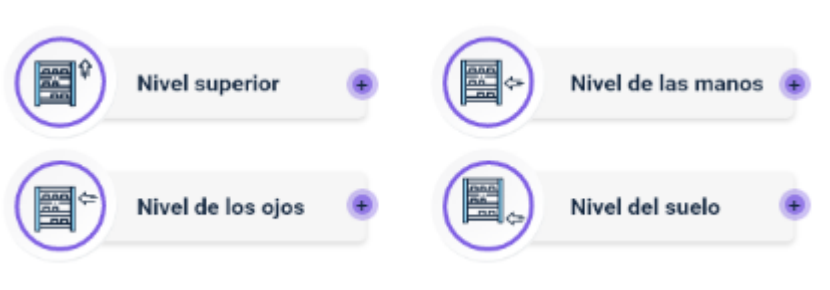 Nivel superior
+
Nivel de las manos
+
Nivel de los ojos
+
Nivel del suelo
+